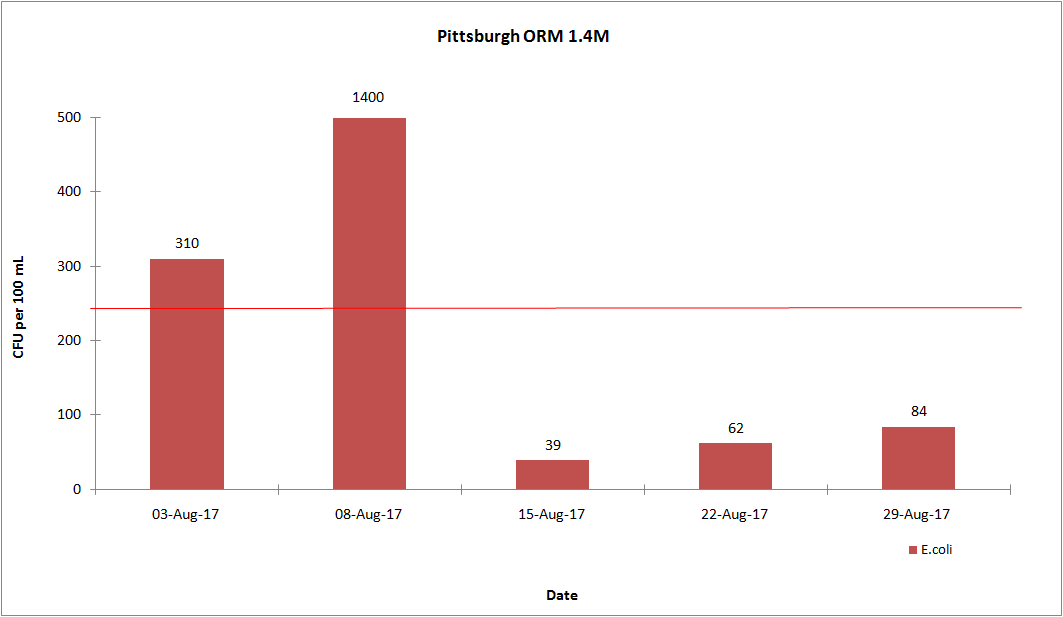 Pittsburgh ORM 1.4M
1400
500
400
310
300
200
100
84
62
39
0
CFU per 100 mL
03-Aug-17 08-Aug-17 15-Aug-17 22-Aug-17 29-Aug-17
E.coli
Date